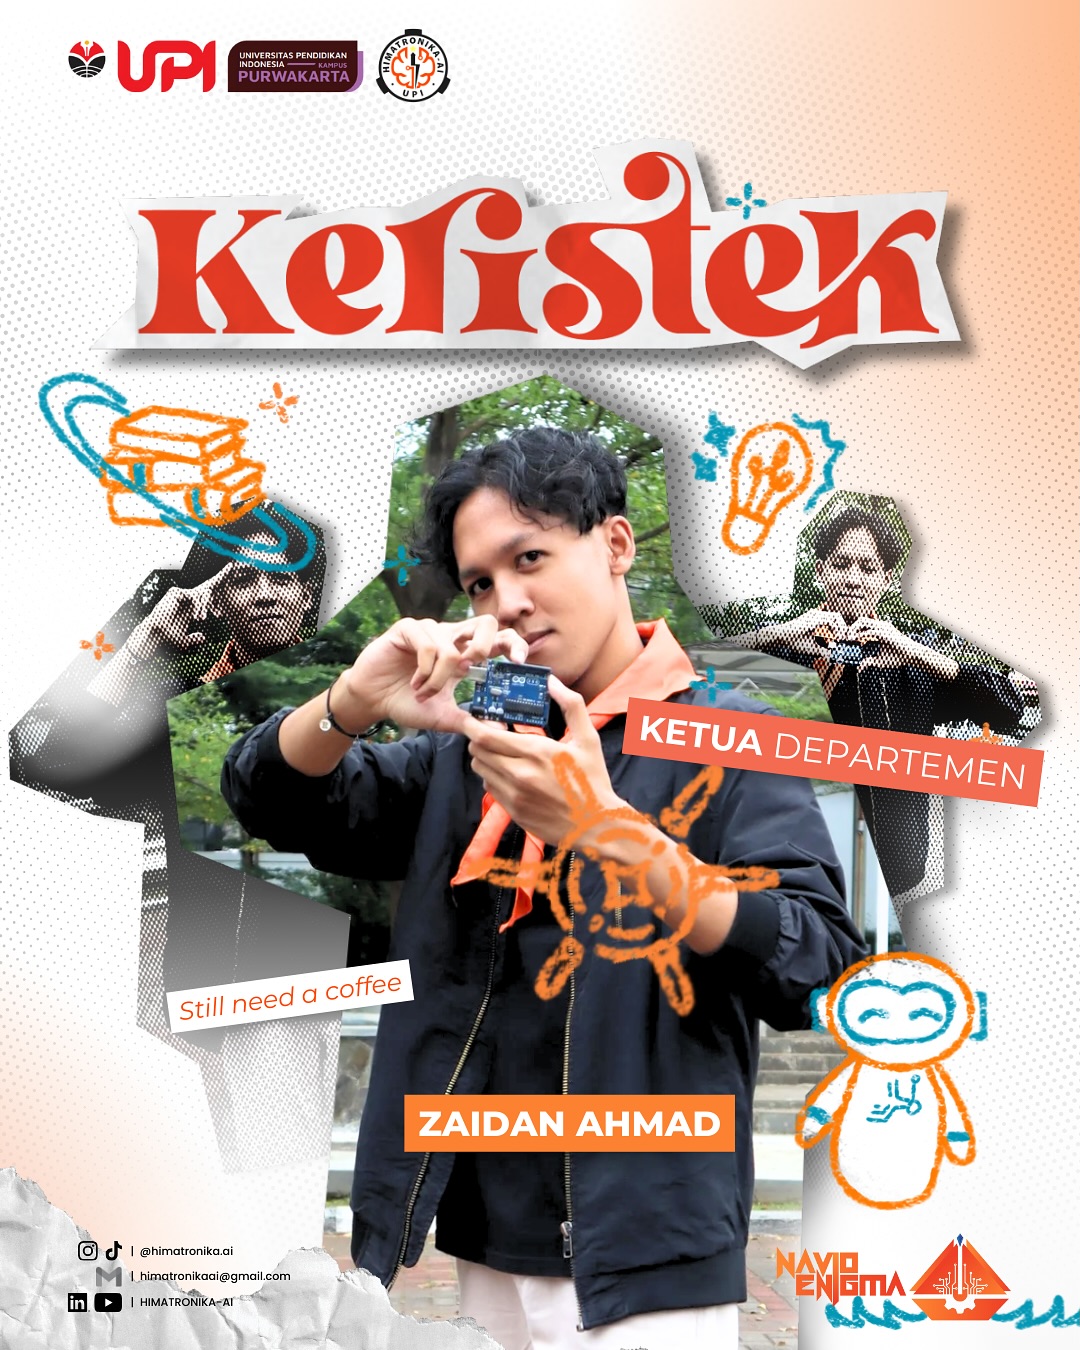 UPI
UNIVERSITAS PENDIDIKAN
INDONESIA KAMPUS
PURWAKARTA
HIMATRONIKA-AI
UPI
Keristek
KETUA DEPARTEMEN
Still need a coffee
ZAIDAN AHMAD
| @himatronika.ai
| himatronikaai@gmail.com
| HIMATRONIKA-AI
NAVIO
ENIGMA